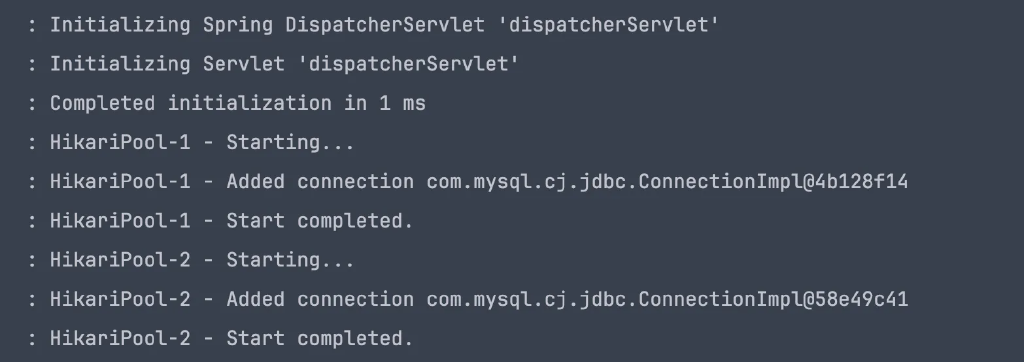 : Initializing Spring DispatcherServlet 'dispatcherServlet'
: Initializing Servlet 'dispatcherServlet'
: Completed initialization in 1 ms
: HikariPool-1 - Starting...
: HikariPool-1 - Added connection com.mysql.cj.jdbc.ConnectionImpl@4b128f14
: HikariPool-1 - Start completed.
: HikariPool-2 - Starting...
: HikariPool-2 - Added connection com.mysql.cj.jdbc.ConnectionImpl@58e49c41
: HikariPool-2 - Start completed.